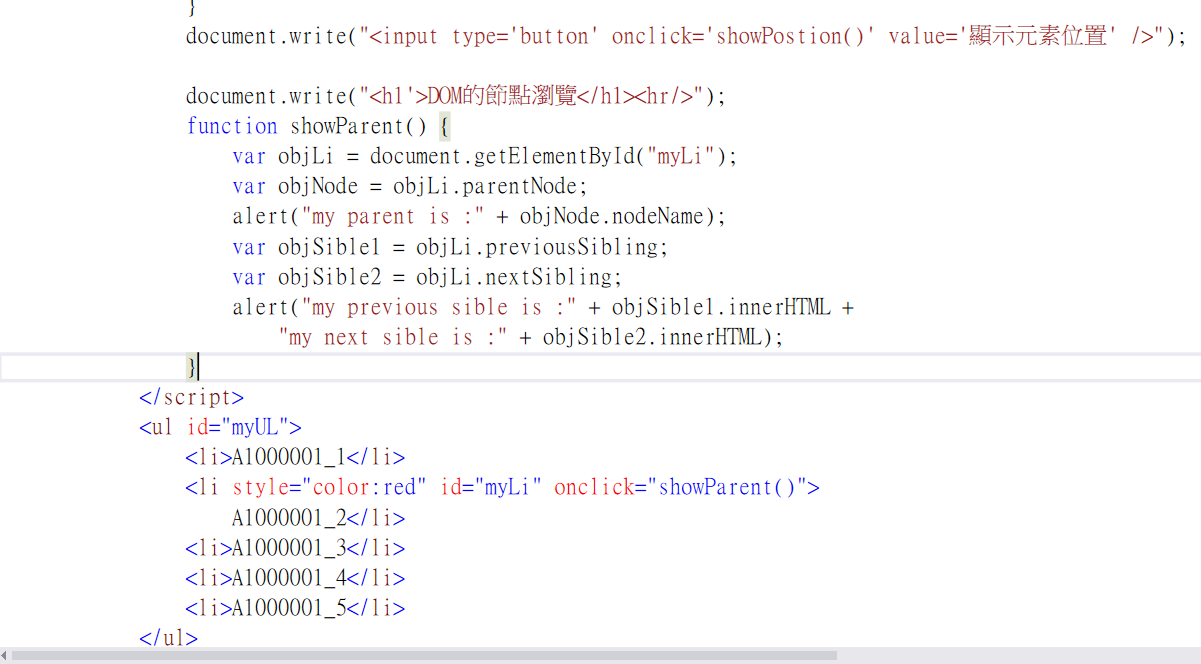 }
document.write("<input type='button' onclick='showPostion()' value='顯示元素位置' />");
document.write("<h1'>DOM的節點瀏覽</h1><hr/>");
function showParent() {
var objLi = document.getElementById("myLi");
var objNode = objLi.parentNode;
alert("my parent is :" + objNode.nodeName);
var objSible1 = objLi.previousSibling;
var objSible2 = objLi.nextSibling;
alert("my previous sible is :" + objSible1.innerHTML +
"my next sible is :" + objSible2.innerHTML);
}
</script>
<ul id="myUL">
<li>A1000001_1</li>
<li style="color:red" id="myLi" onclick="showParent()">
A1000001_2</li>
<li>A1000001_3</li>
<li>A1000001_4</li>
<li>A1000001_5</li>
</ul>